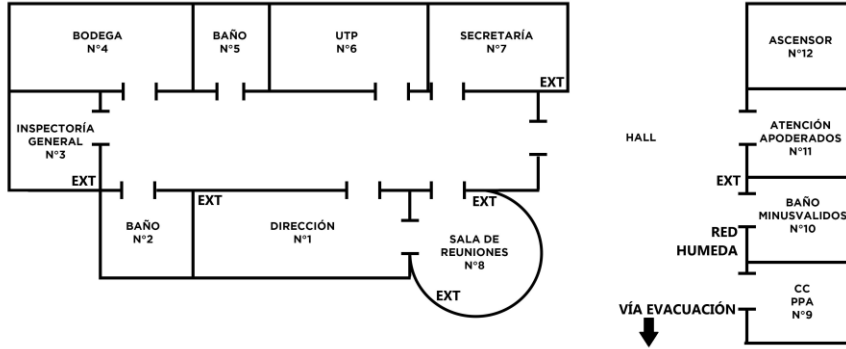 BODEGA
N°4
BAÑO
N°5
UTP
N°6
SECRETARÍA
N°7
EXT
INSPECTORÍA
GENERAL
N°3
EXT
BAÑO
N°2
EXT
DIRECCIÓN
N°1
EXT
SALA DE
REUNIONES
N°8
EXT
HALL
ASCENSOR
N°12
ATENCIÓN
APODERADOS
N°11
EXT
BAÑO
MINUSVALIDOS
N°10
RED
HUMEDA
CC
PPA
N°9
VÍA EVACUACIÓN